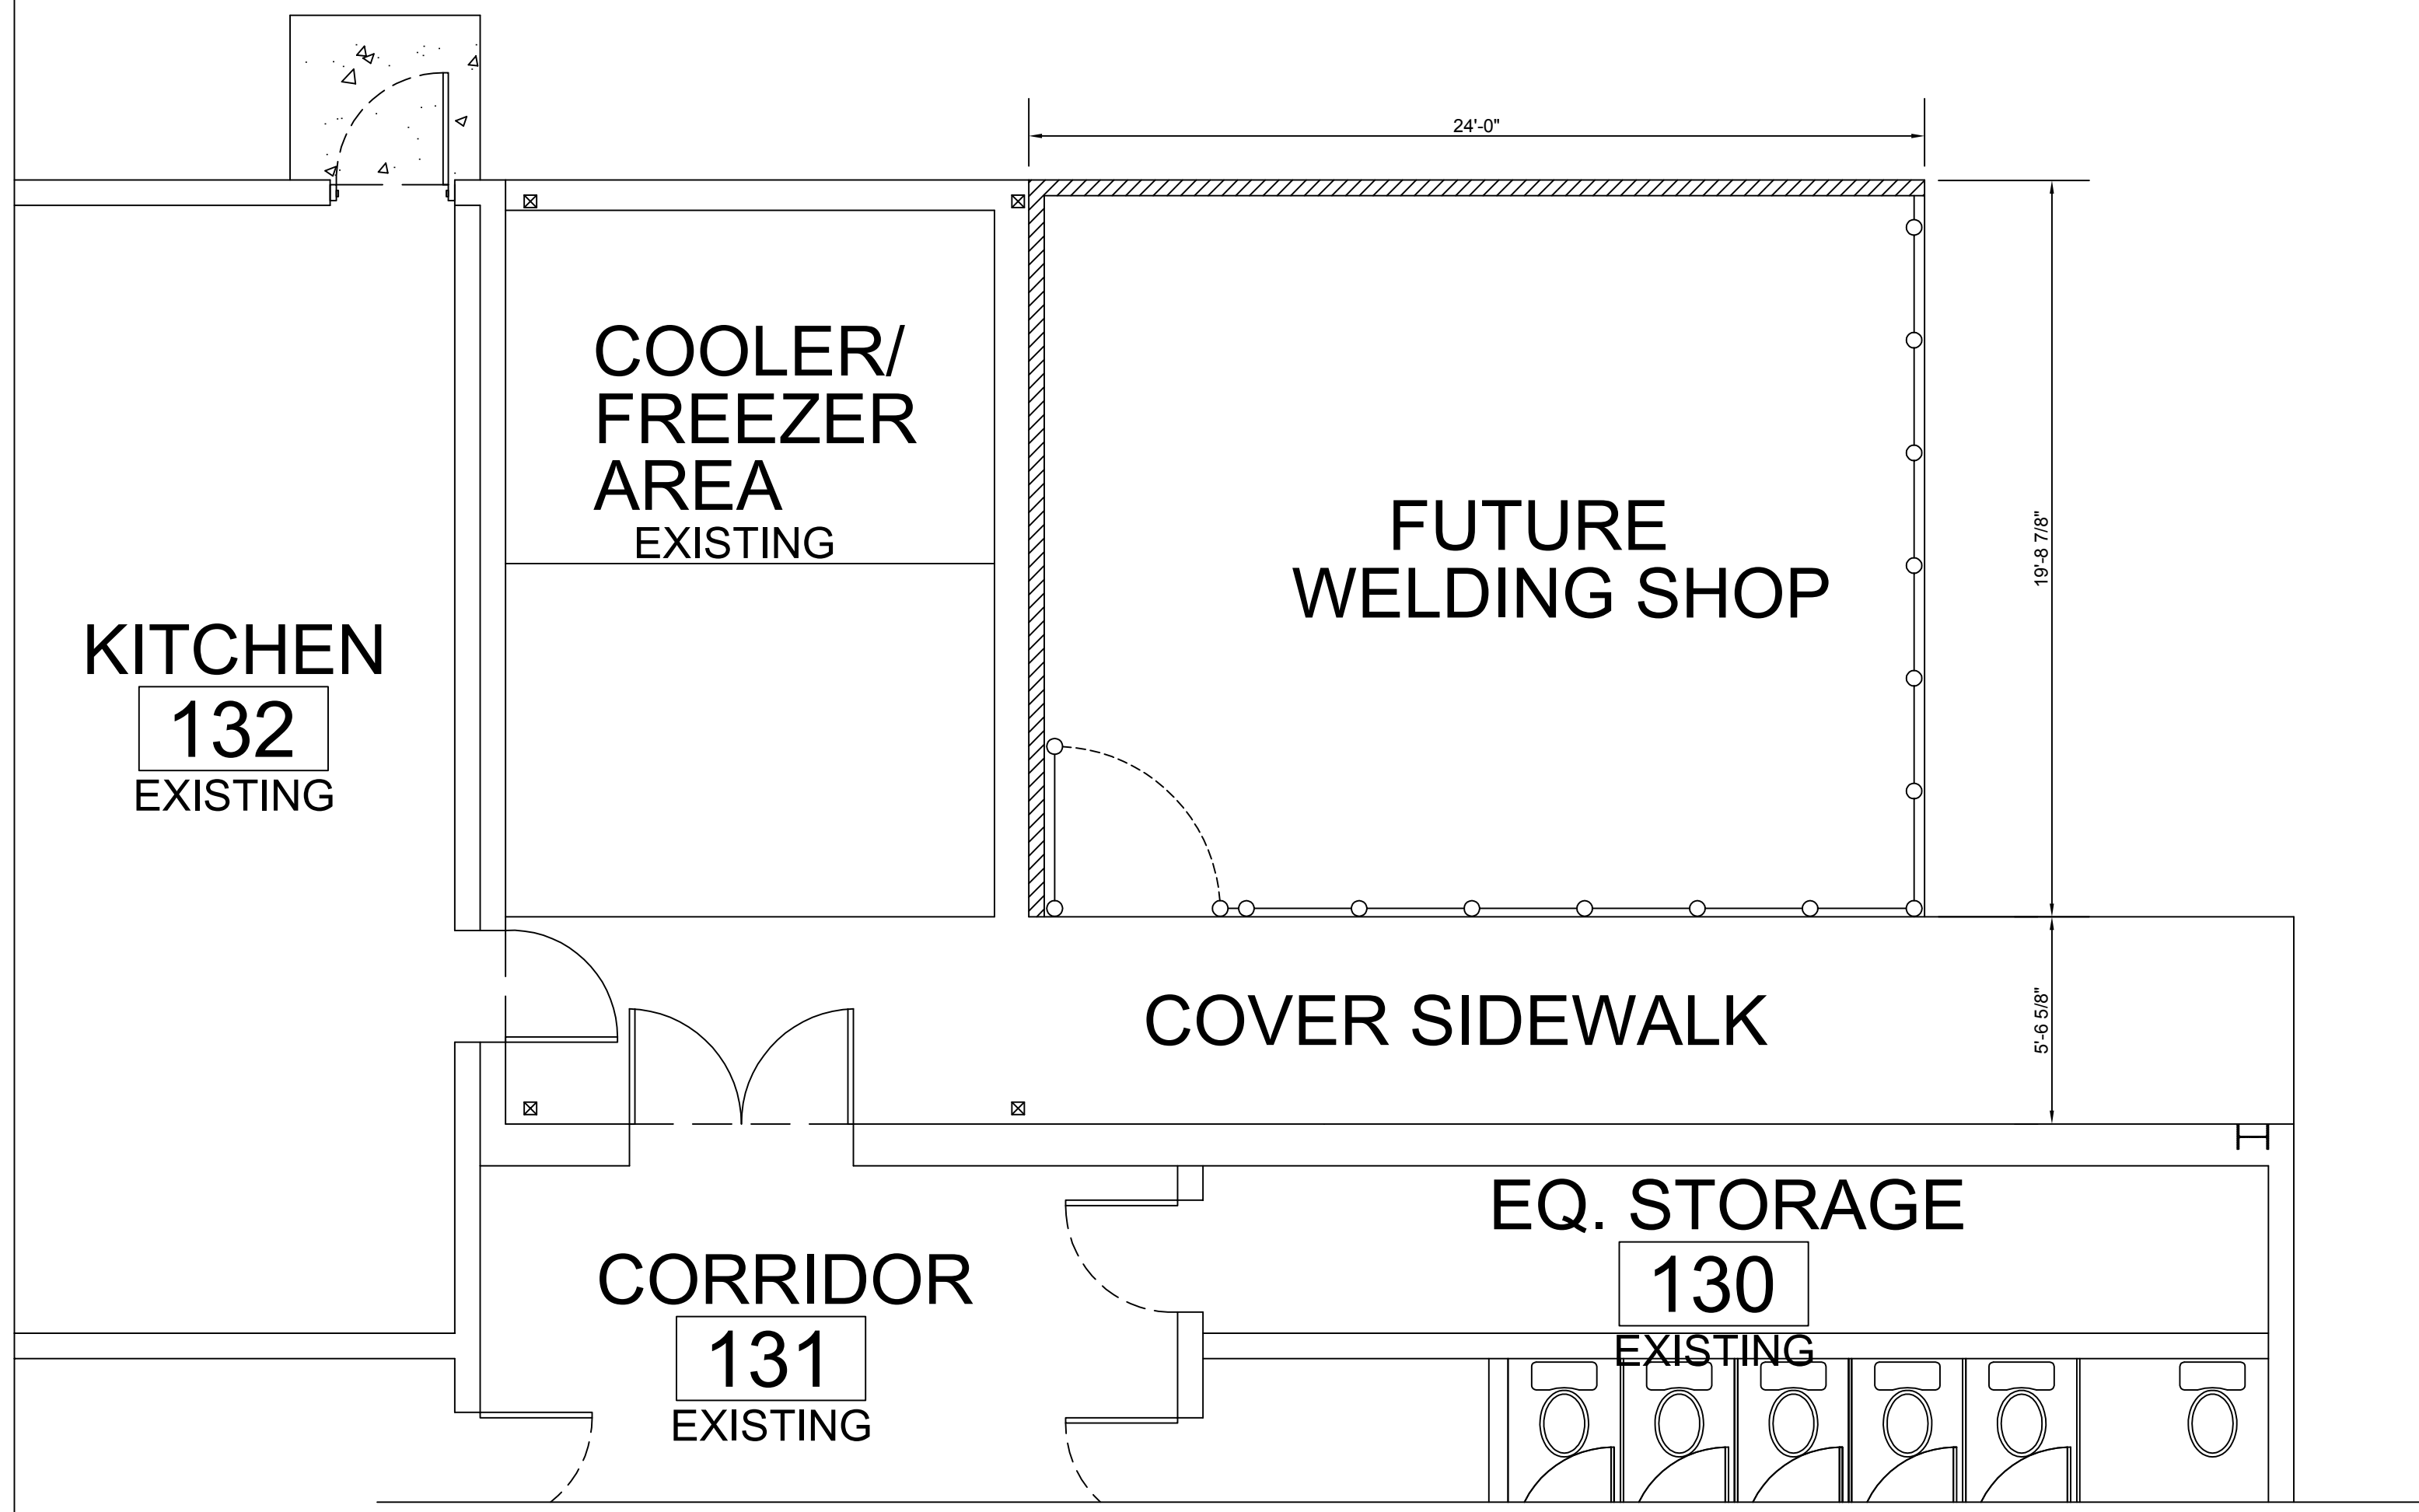 24'-0"
COOLER/
FREEZER
AREA
EXISTING
FUTURE
WELDING SHOP
19'-8 7/8"
KITCHEN
132
EXISTING
COVER SIDEWALK
5'-6 5/8"
EQ. STORAGE
130
EXISTING
CORRIDOR
131
EXISTING